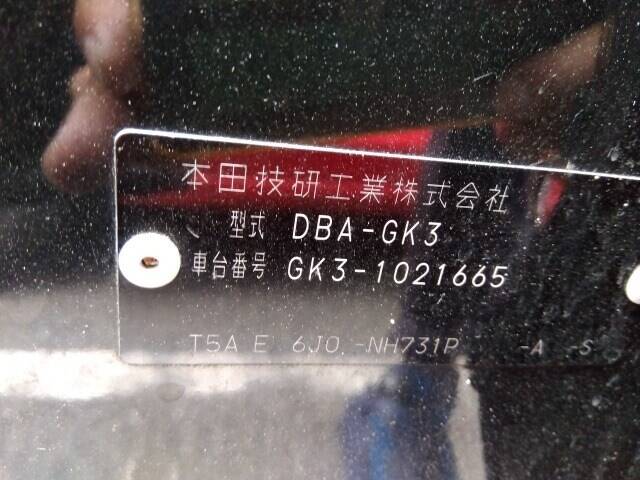 本田技研工業株式会社
型式 DBA-GK3
車台番号 GK3-1021665
T5A E 6J0 -NH731P -A -S